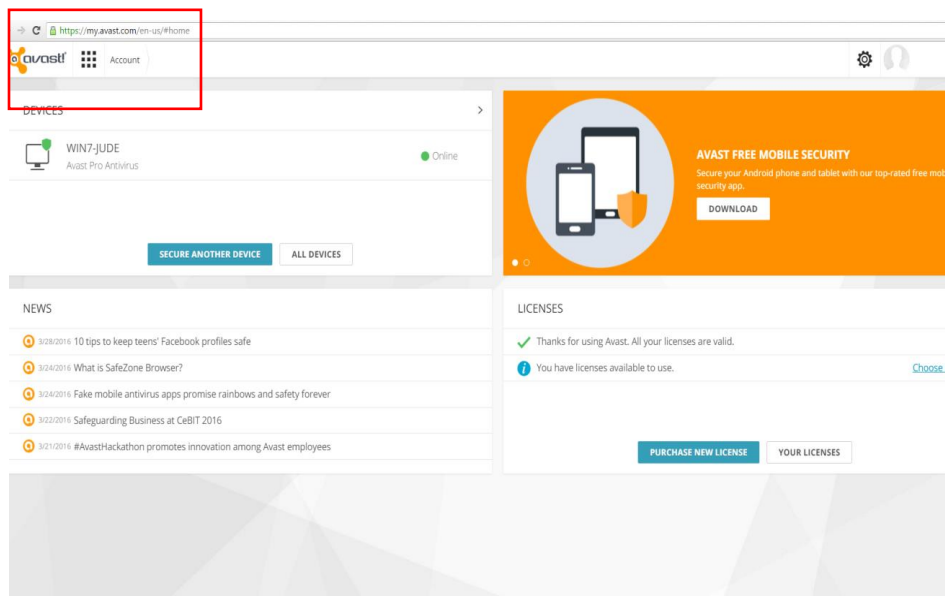 https://my.avast.com/en-us/#home
avast!
Account
DEVICES
WIN7-JUDE
Avast Pro Antivirus
Online
SECURE ANOTHER DEVICE
ALL DEVICES
AVAST FREE MOBILE SECURITY
Secure your Android phone and tablet with our top-rated free mob
security app.
DOWNLOAD
NEWS
3/28/2016 10 tips to keep teens' Facebook profiles safe
3/24/2016 What is SafeZone Browser?
3/24/2016 Fake mobile antivirus apps promise rainbows and safety forever
3/22/2016 Safeguarding Business at CeBIT 2016
3/21/2016 #AvastHackathon promotes innovation among Avast employees
LICENSES
Thanks for using Avast. All your licenses are valid.
You have licenses available to use.
Choose
PURCHASE NEW LICENSE
YOUR LICENSES